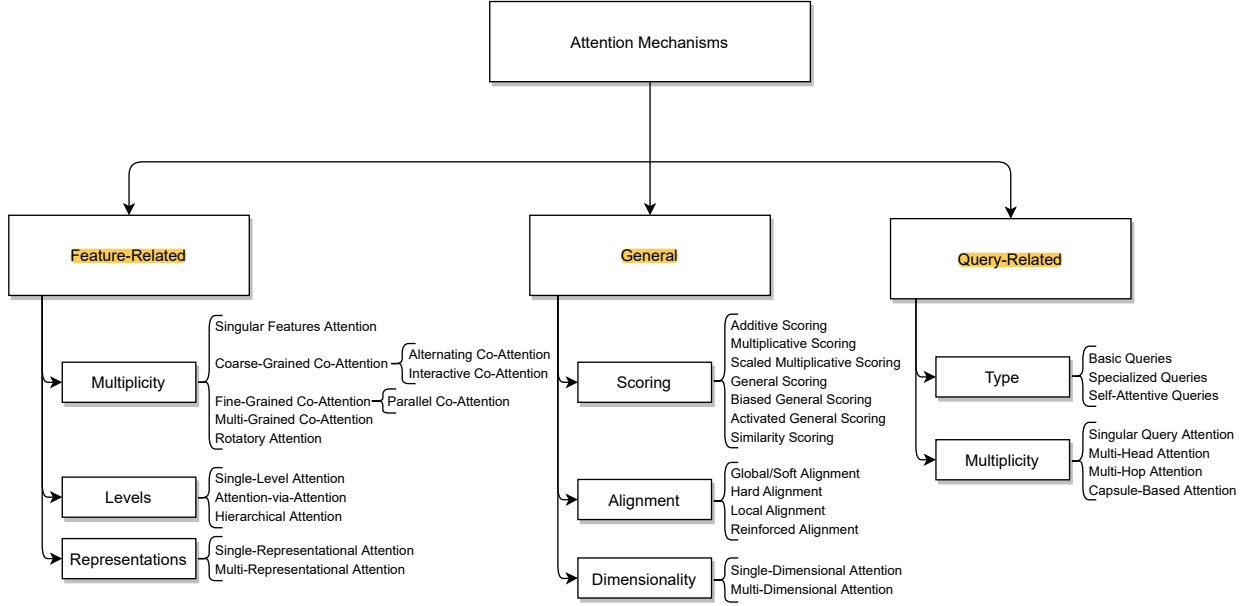 Attention Mechanisms
Feature-Related
General
Query-Related
Multiplicity
Singular Features Attention
Coarse-Grained Co-Attention
Alternating Co-Attention
Interactive Co-Attention
Fine-Grained Co-Attention
Parallel Co-Attention
Multi-Grained Co-Attention
Rotatory Attention
Levels
Single-Level Attention
Attention-via-Attention
Hierarchical Attention
Representations
Single-Representational Attention
Multi-Representational Attention
Scoring
Additive Scoring
Multiplicative Scoring
Scaled Multiplicative Scoring
General Scoring
Biased General Scoring
Activated General Scoring
Similarity Scoring
Alignment
Global/Soft Alignment
Hard Alignment
Local Alignment
Reinforced Alignment
Dimensionality
Single-Dimensional Attention
Multi-Dimensional Attention
Type
Basic Queries
Specialized Queries
Self-Attentive Queries
Multiplicity
Singular Query Attention
Multi-Head Attention
Multi-Hop Attention
Capsule-Based Attention